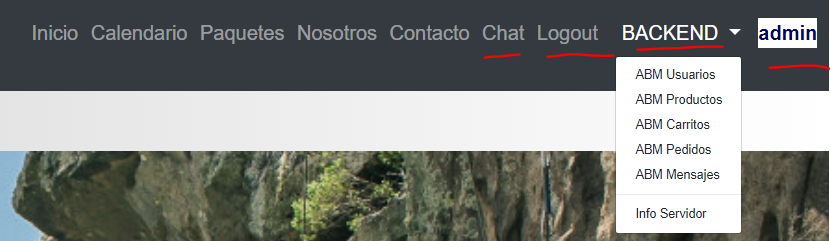 Inicio Calendario Paquetes Nosotros Contacto Chat Logout BACKEND admin
ABM Usuarios
ABM Productos
ABM Carritos
ABM Pedidos
ABM Mensajes
Info Servidor